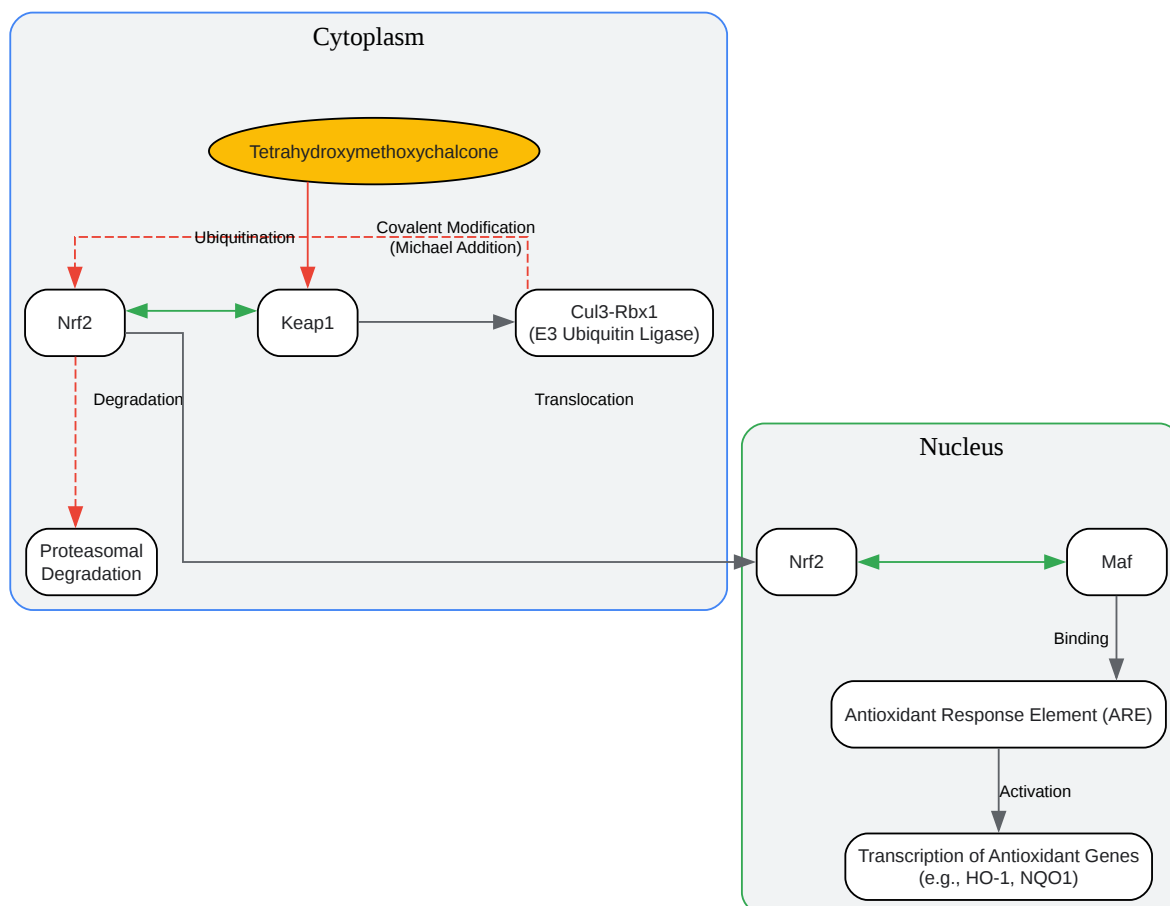 Cytoplasm
Tetrahydroxymethoxychalcone
Ubiquitination
Covalent Modification
(Michael Addition)
Nrf2
Keap1
Cul3-Rbx1
(E3 Ubiquitin Ligase)
Degradation
Translocation
Proteasomal
Degradation
Nucleus
Nrf2
Maf
Binding
Antioxidant Response Element (ARE)
Activation
Transcription of Antioxidant Genes
(e.g., HO-1, NQO1)